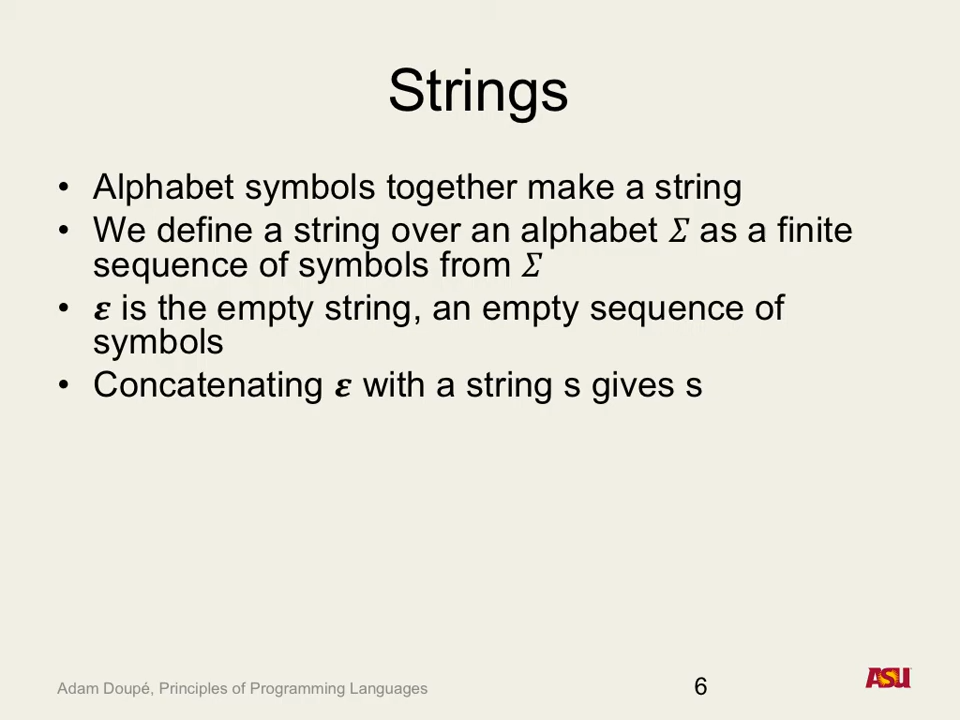 Strings
• Alphabet symbols together make a string
• We define a string over an alphabet 𝛴 as a finite
sequence of symbols from 𝛴
• 𝜺 is the empty string, an empty sequence of
symbols
• Concatenating 𝜺 with a string s gives s
Adam Doupé, Principles of Programming Languages
6
ASU